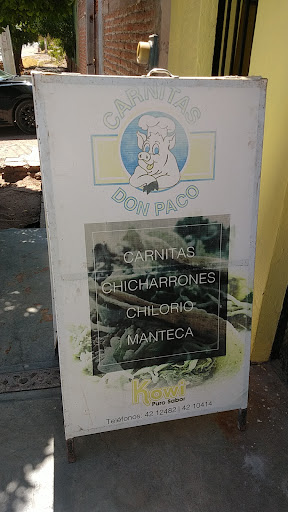 CARNITAS
DON PACO
CARNITAS
CHICHARRONES
CHILORIO
MANTECA
Kowi
Puro Sabor
Teléfonos: 42 12482 | 42 10414